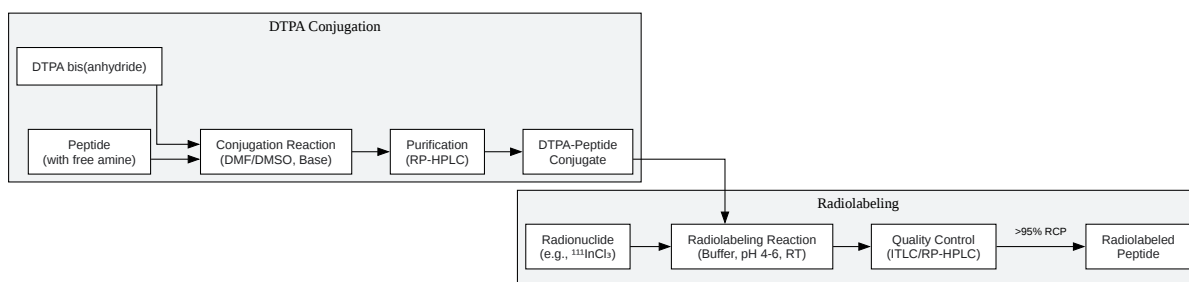 DTPA Conjugation
DTPA bis(anhydride)
Peptide
(with free amine)
Conjugation Reaction
(DMF/DMSO, Base)
Purification
(RP-HPLC)
DTPA-Peptide
Conjugate
Radiolabeling
Radionuclide
(e.g., ¹¹¹InCl₃)
Radiolabeling Reaction
(Buffer, pH 4-6, RT)
Quality Control
(ITLC/RP-HPLC)
>95% RCP
Radiolabeled
Peptide